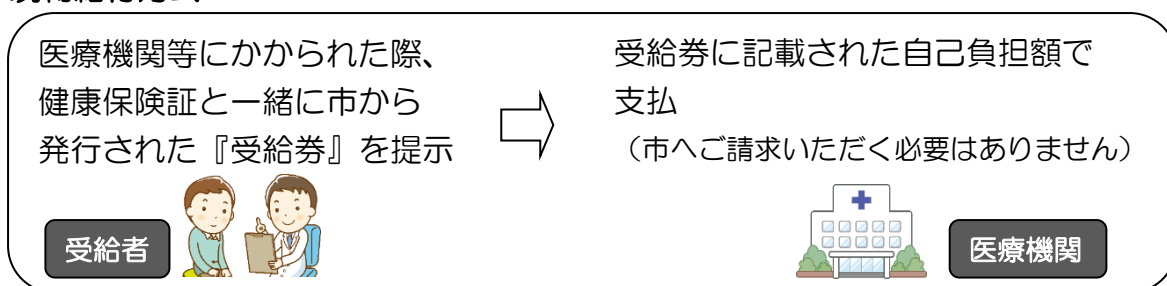 医療機関等にかかられた際、
健康保険証と一緒に市から
発行された『受給券』を提示
受給者
受給券に記載された自己負担額で
支払
（市へご請求いただく必要はありません）
医療機関